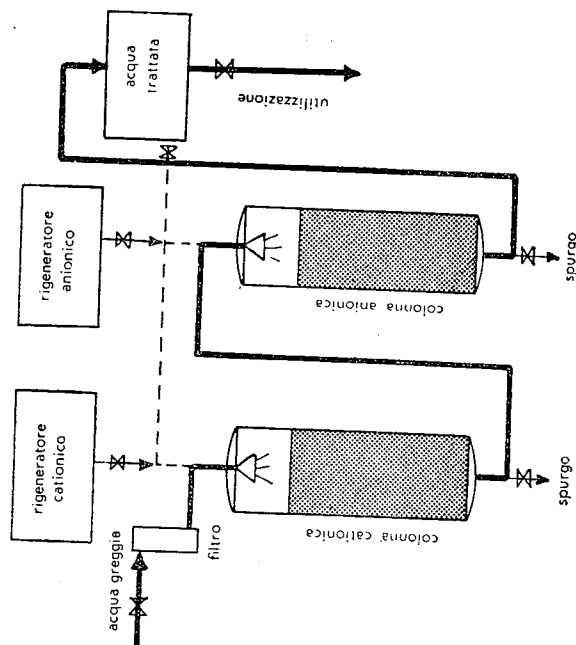 rigeneratore
cationico
rigeneratore
anionico
acqua
trattata
acqua greggia
filtro
colonna cationica
colonna anionica
utilizzazione
spurgo
spurgo